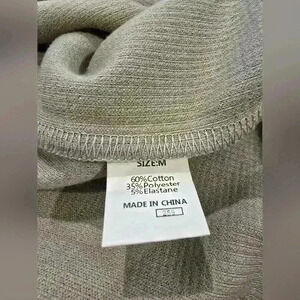 SIZE:M
60%Cotton
35%Polyester
5%Elastane
MADE IN CHINA